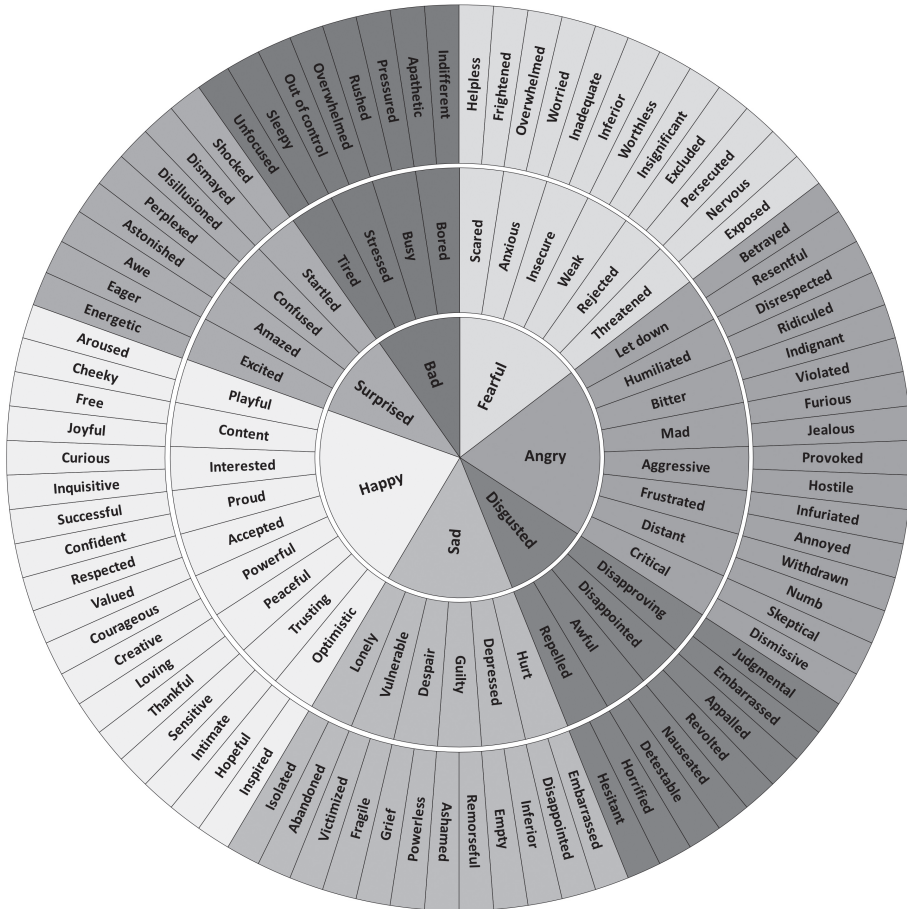 Fearful
Angry
Disgusted
Sad
Happy
Surprised
Bad
Scared
Anxious
Insecure
Weak
Rejected
Threatened
Let down
Humiliated
Bitter
Mad
Aggressive
Frustrated
Distant
Critical
Disapproving
Disappointed
Awful
Repelled
Hurt
Depressed
Guilty
Despair
Vulnerable
Lonely
Optimistic
Trusting
Peaceful
Powerful
Accepted
Proud
Interested
Content
Playful
Excited
Amazed
Confused
Startled
Tired
Stressed
Busy
Bored
Helpless
Frightened
Overwhelmed
Worried
Inadequate
Inferior
Worthless
Insignificant
Excluded
Persecuted
Nervous
Exposed
Betrayed
Resentful
Disrespected
Ridiculed
Indignant
Violated
Furious
Jealous
Provoked
Hostile
Infuriated
Annoyed
Withdrawn
Numb
Skeptical
Dismissive
Judgmental
Embarrassed
Appalled
Revolted
Nauseated
Detestable
Horrified
Hesitant
Embarrassed
Disappointed
Inferior
Empty
Remorseful
Ashamed
Powerless
Grief
Fragile
Victimized
Abandoned
Isolated
Inspired
Hopeful
Intimate
Sensitive
Thankful
Loving
Creative
Courageous
Valued
Respected
Confident
Successful
Inquisitive
Curious
Joyful
Free
Cheeky
Aroused
Energetic
Eager
Awe
Astonished
Perplexed
Disillusioned
Dismayed
Shocked
Unfocused
Sleepy
Out of control
Overwhelmed
Rushed
Pressured
Apathetic
Indifferent